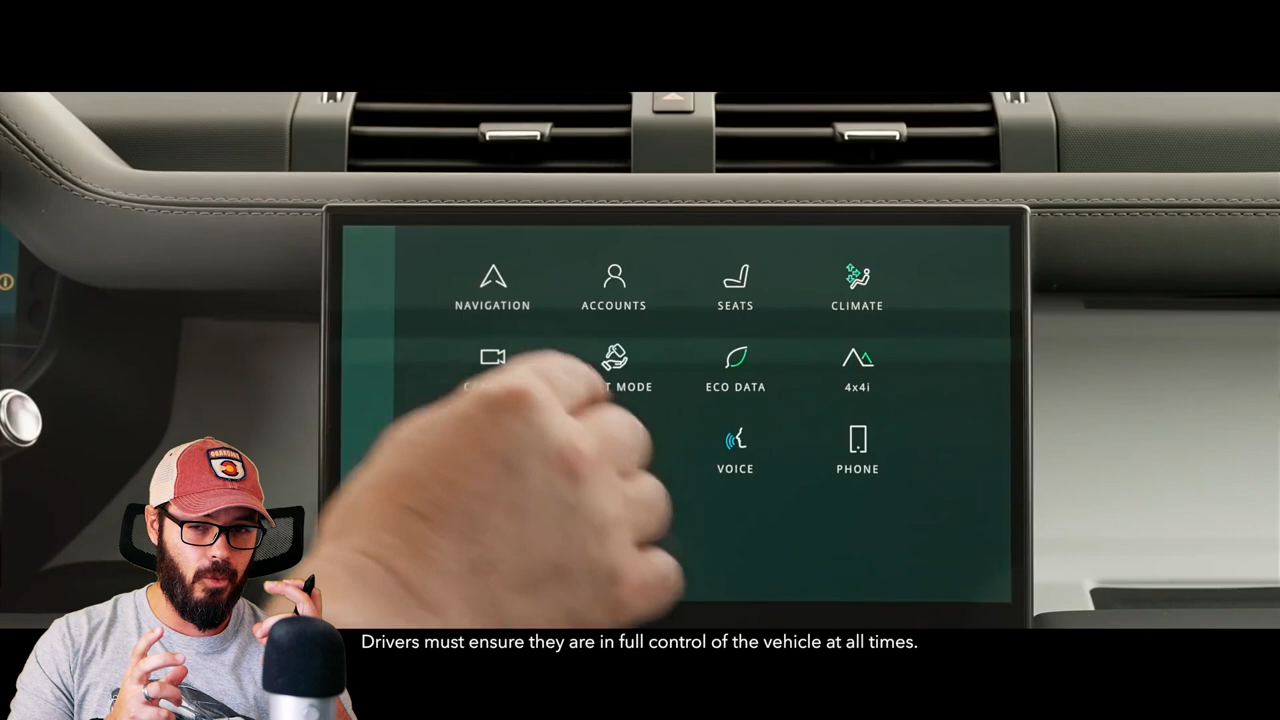 NAVIGATION
ACCOUNTS
SEATS
CLIMATE
MODE
ECO DATA
4x4i
VOICE
PHONE
Drivers must ensure they are in full control of the vehicle at all times.